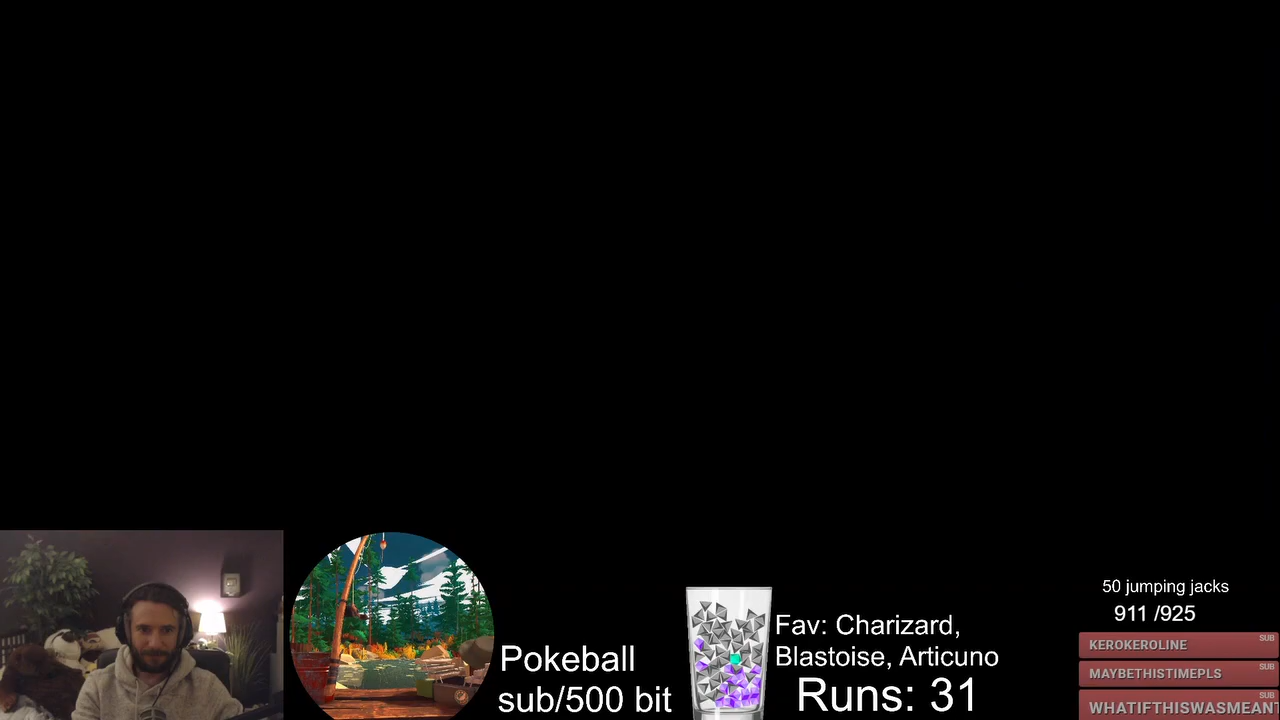 Pokeball
sub/500 bit
Fav: Charizard,
Blastoise, Articuno
Runs: 31
50 jumping jacks
911 /925
SUB
KEROKEROLINE
SUB
MAYBETHISTIMEPLS
SUB
WHATIFTHISWASMEANT